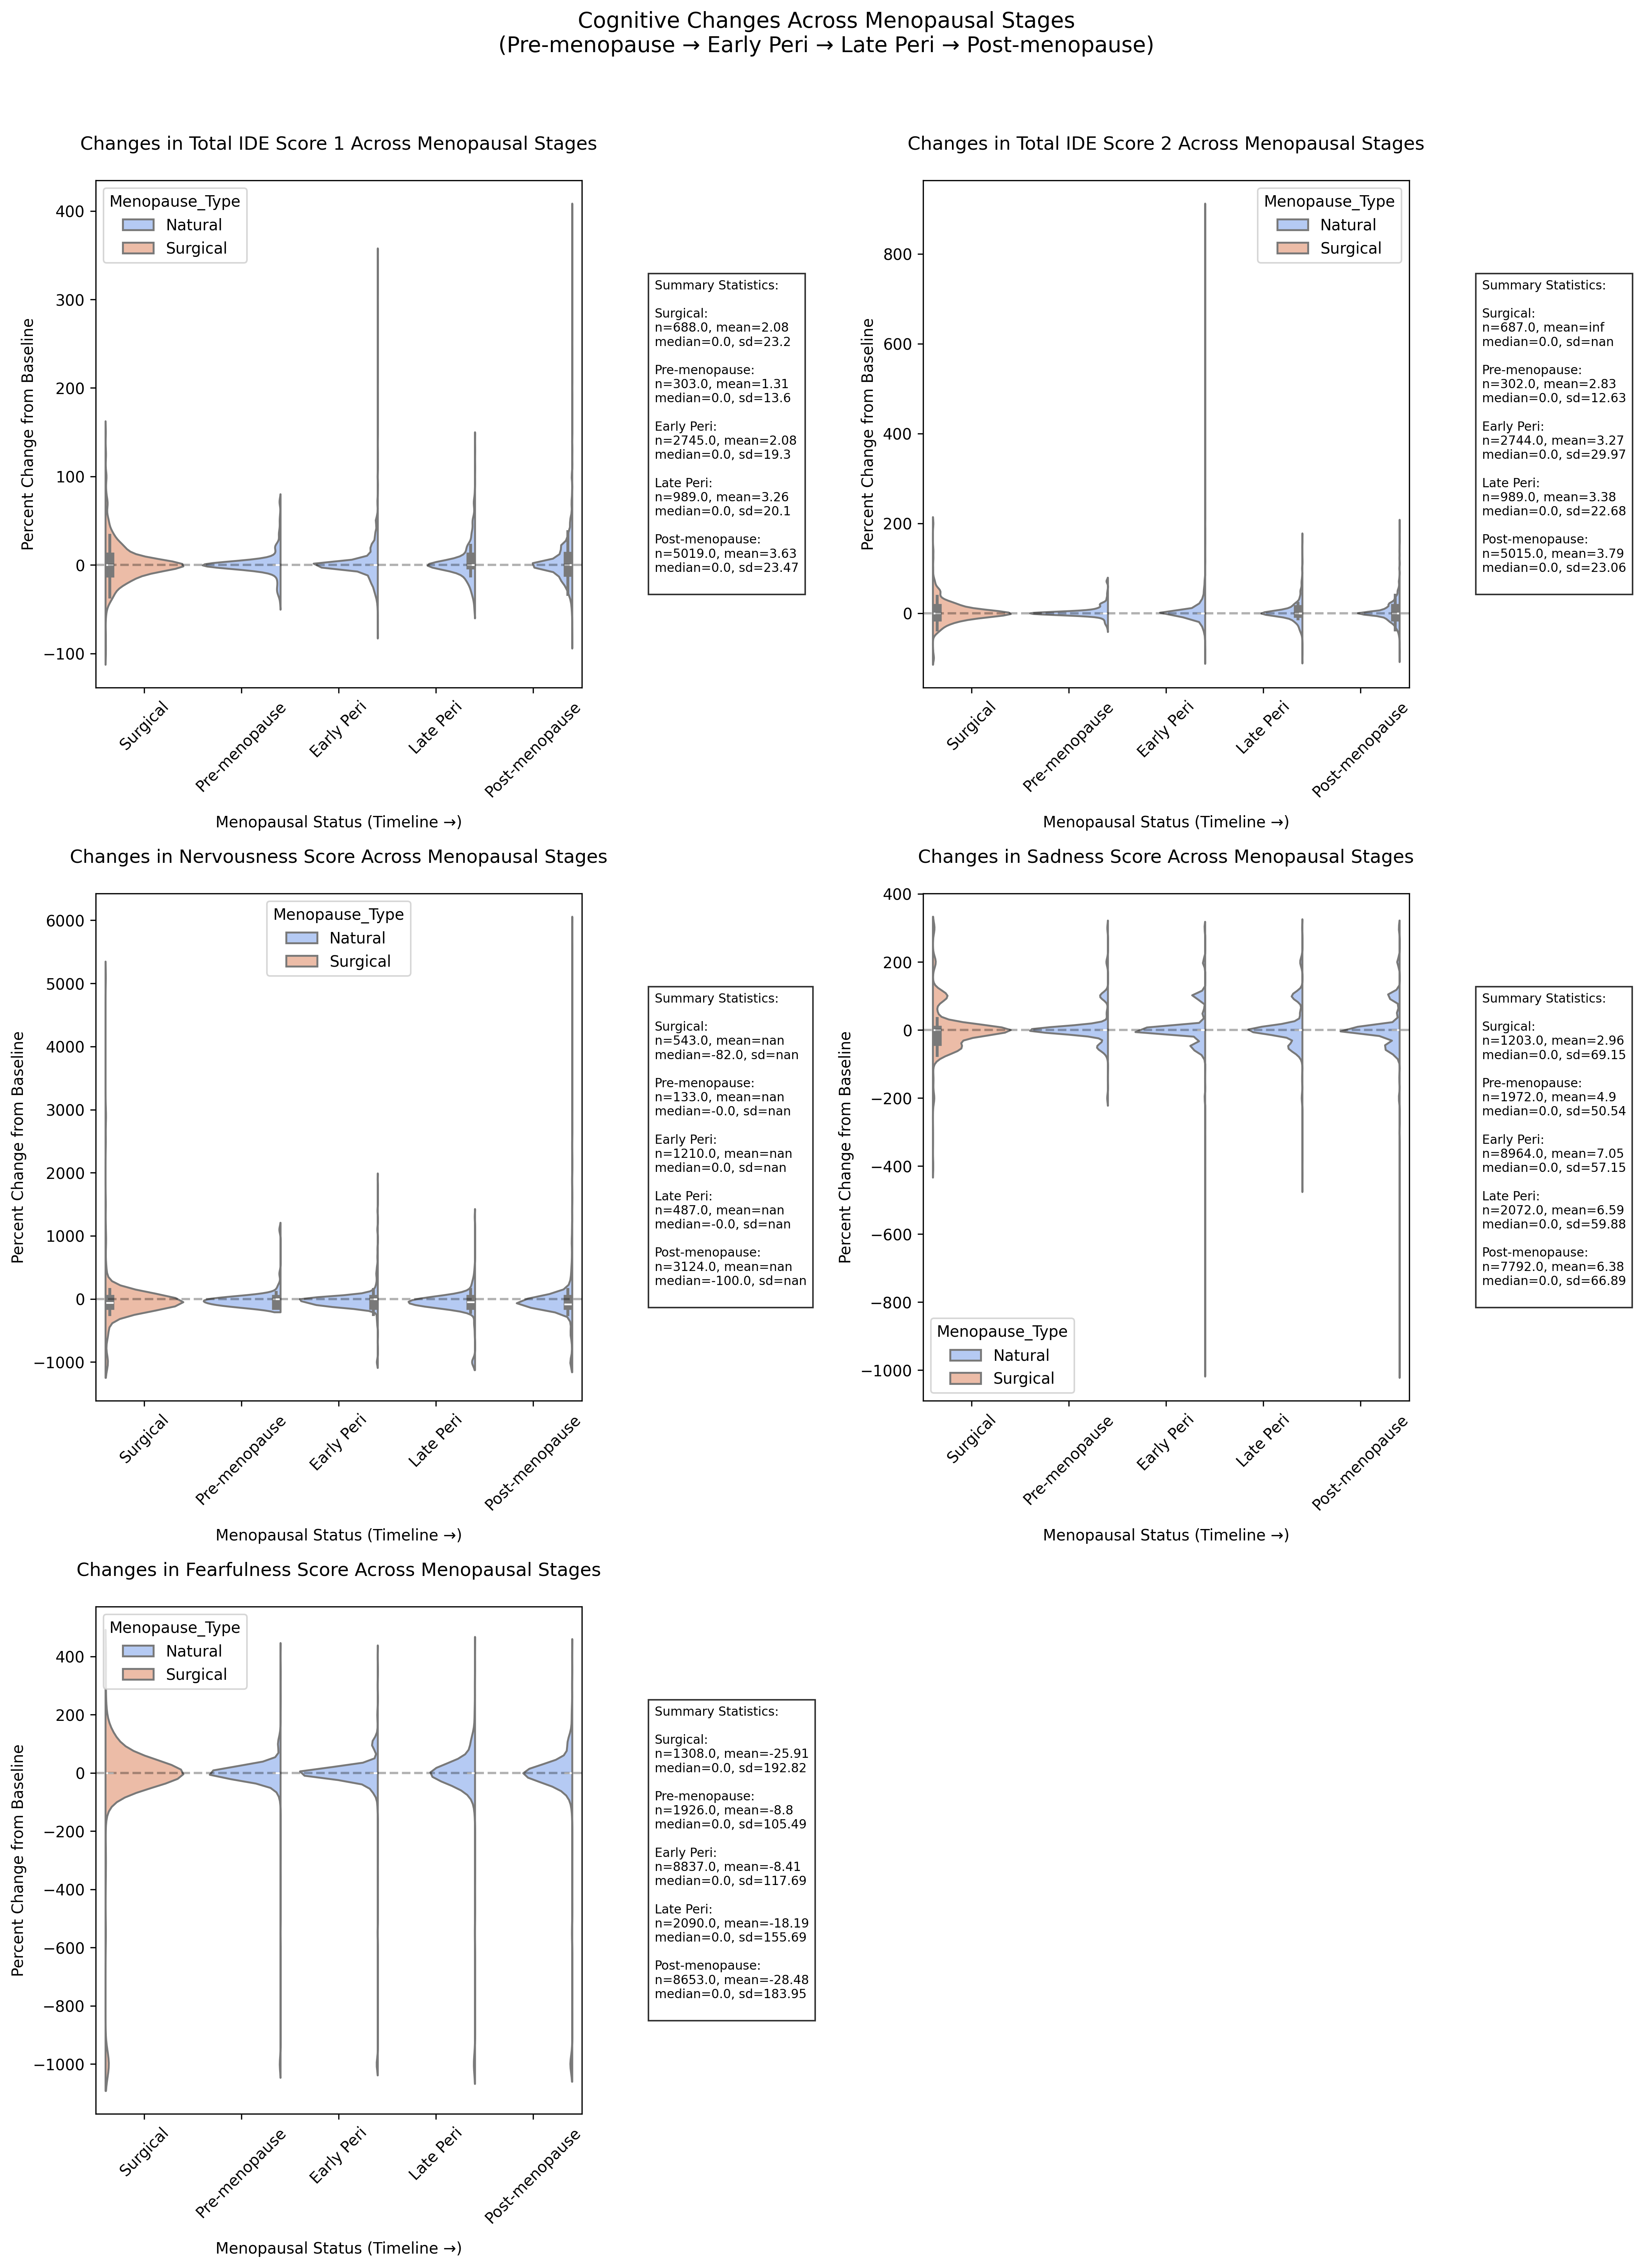 Cognitive Changes Across Menopausal Stages
(Pre-menopause → Early Peri → Late Peri → Post-menopause)
Changes in Total IDE Score 1 Across Menopausal Stages
Percent Change from Baseline
400
300
200
100
0
−100
Menopause_Type
Natural
Surgical
Surgical
Pre-menopause
Early Peri
Late Peri
Post-menopause
Menopausal Status (Timeline →)
Summary Statistics:
Surgical:
n=688.0, mean=2.08
median=0.0, sd=23.2
Pre-menopause:
n=303.0, mean=1.31
median=0.0, sd=13.6
Early Peri:
n=2745.0, mean=2.08
median=0.0, sd=19.3
Late Peri:
n=989.0, mean=3.26
median=0.0, sd=20.1
Post-menopause:
n=5019.0, mean=3.63
median=0.0, sd=23.47
Changes in Total IDE Score 2 Across Menopausal Stages
Percent Change from Baseline
800
600
400
200
0
Menopause_Type
Natural
Surgical
Surgical
Pre-menopause
Early Peri
Late Peri
Post-menopause
Menopausal Status (Timeline →)
Summary Statistics:
Surgical:
n=687.0, mean=inf
median=0.0, sd=nan
Pre-menopause:
n=302.0, mean=2.83
median=0.0, sd=12.63
Early Peri:
n=2744.0, mean=3.27
median=0.0, sd=29.97
Late Peri:
n=989.0, mean=3.38
median=0.0, sd=22.68
Post-menopause:
n=5015.0, mean=3.79
median=0.0, sd=23.06
Changes in Nervousness Score Across Menopausal Stages
Percent Change from Baseline
6000
5000
4000
3000
2000
1000
0
−1000
Menopause_Type
Natural
Surgical
Surgical
Pre-menopause
Early Peri
Late Peri
Post-menopause
Menopausal Status (Timeline →)
Summary Statistics:
Surgical:
n=543.0, mean=nan
median=-82.0, sd=nan
Pre-menopause:
n=133.0, mean=nan
median=-0.0, sd=nan
Early Peri:
n=1210.0, mean=nan
median=0.0, sd=nan
Late Peri:
n=487.0, mean=nan
median=-0.0, sd=nan
Post-menopause:
n=3124.0, mean=nan
median=-100.0, sd=nan
Changes in Sadness Score Across Menopausal Stages
Percent Change from Baseline
400
200
0
−200
−400
−600
−800
−1000
Menopause_Type
Natural
Surgical
Surgical
Pre-menopause
Early Peri
Late Peri
Post-menopause
Menopausal Status (Timeline →)
Summary Statistics:
Surgical:
n=1203.0, mean=2.96
median=0.0, sd=69.15
Pre-menopause:
n=1972.0, mean=4.9
median=0.0, sd=50.54
Early Peri:
n=8964.0, mean=7.05
median=0.0, sd=57.15
Late Peri:
n=2072.0, mean=6.59
median=0.0, sd=59.88
Post-menopause:
n=7792.0, mean=6.38
median=0.0, sd=66.89
Changes in Fearfulness Score Across Menopausal Stages
Percent Change from Baseline
400
200
0
−200
−400
−600
−800
−1000
Menopause_Type
Natural
Surgical
Surgical
Pre-menopause
Early Peri
Late Peri
Post-menopause
Menopausal Status (Timeline →)
Summary Statistics:
Surgical:
n=1308.0, mean=-25.91
median=0.0, sd=192.82
Pre-menopause:
n=1926.0, mean=-8.8
median=0.0, sd=105.49
Early Peri:
n=8837.0, mean=-8.41
median=0.0, sd=117.69
Late Peri:
n=2090.0, mean=-18.19
median=0.0, sd=155.69
Post-menopause:
n=8653.0, mean=-28.48
median=0.0, sd=183.95